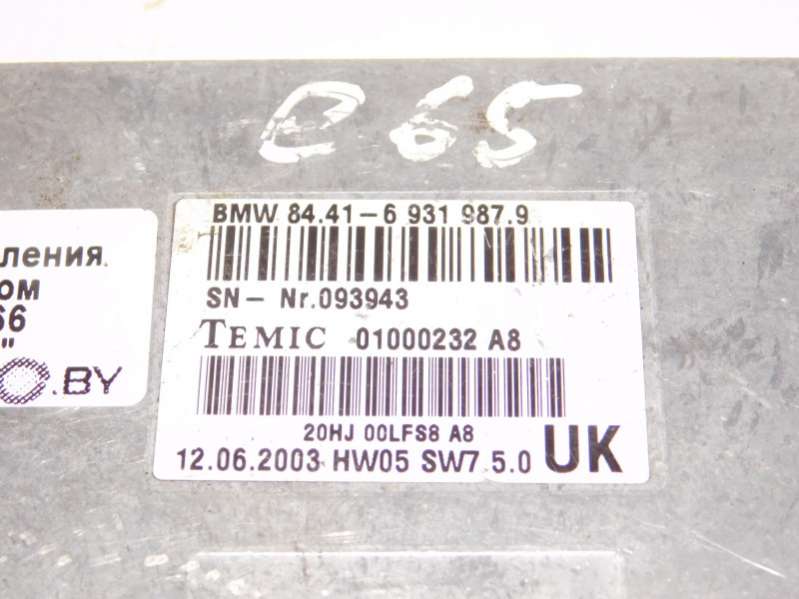 e65
BMW 84.41-6 931 987.9
SN- Nr.093943
TEMIC 01000232 A8
20HJ 00LFS8 A8
12.06.2003 HW05 SW7 5.0 UK
ления.
ом
66
"
.BY